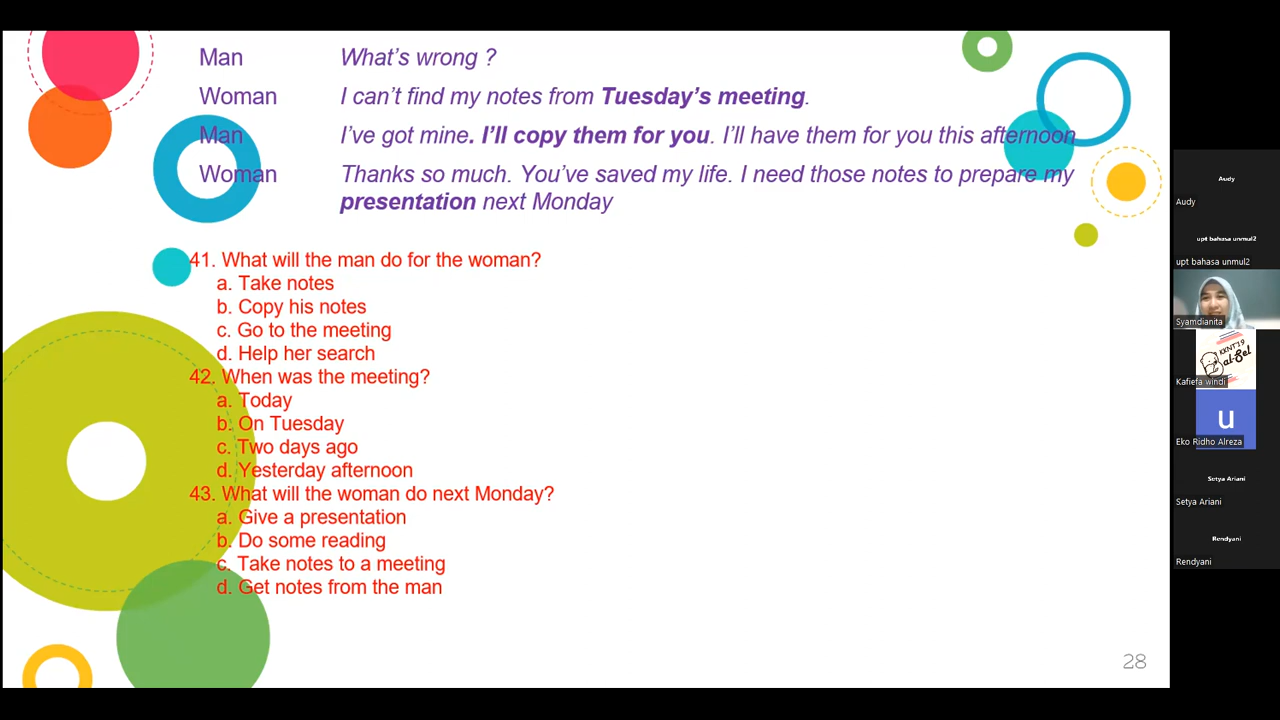 Man What's wrong ?
Woman I can't find my notes from Tuesday's meeting.
Man I've got mine. I'll copy them for you. I'll have them for you this afternoon
Woman Thanks so much. You've saved my life. I need those notes to prepare my
presentation next Monday
41. What will the man do for the woman?
a. Take notes
b. Copy his notes
c. Go to the meeting
d. Help her search
42. When was the meeting?
a. Today
b. On Tuesday
c. Two days ago
d. Yesterday afternoon
43. What will the woman do next Monday?
a. Give a presentation
b. Do some reading
c. Take notes to a meeting
d. Get notes from the man
28
Audy
Audy
upt bahasa unmul2
upt bahasa unmul2
Syamdianita
KKNT19
al-gel
Kafiefa windi
u
Eko Ridho Alreza
Setya Ariani
Setya Ariani
Rendyani
Rendyani